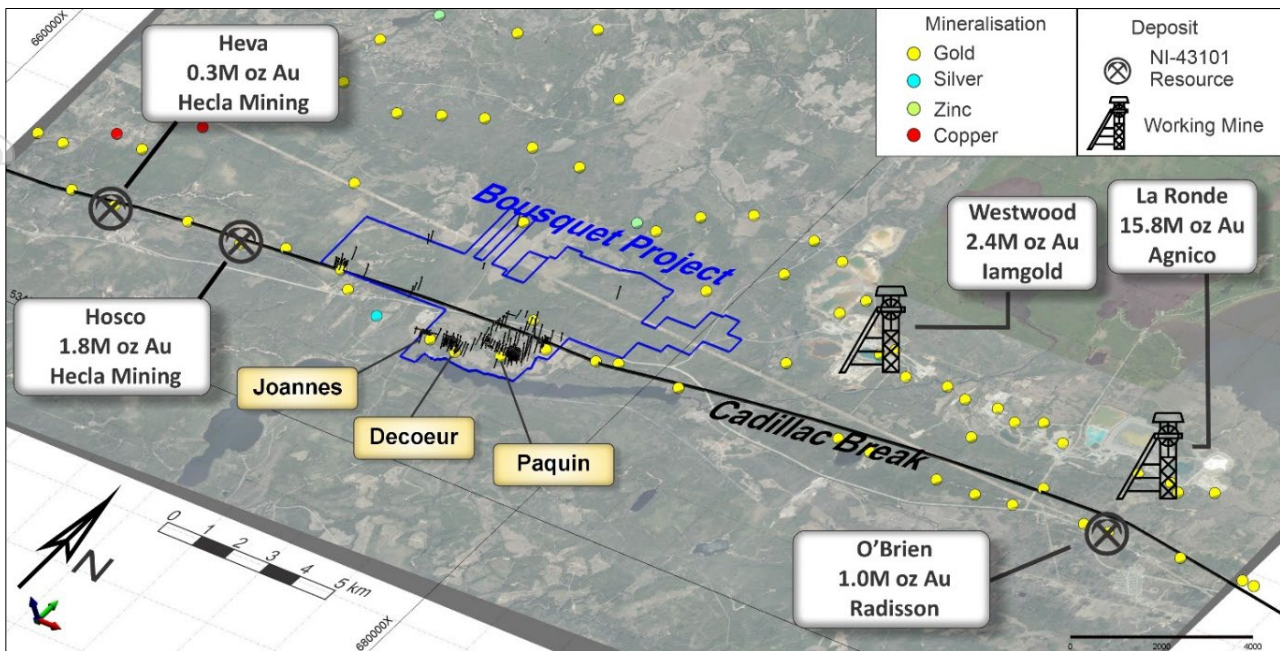 660000X
Heva
0.3M oz Au
Hecla Mining
Mineralisation
Gold
Silver
Zinc
Copper
Deposit
NI-43101
Resource
Working Mine
Bousquet Project
Westwood
2.4M oz Au
Iamgold
La Ronde
15.8M oz Au
Agnico
Hosco
1.8M oz Au
Hecla Mining
Joannes
Decoeur
Paquin
Cadillac Break
O'Brien
1.0M oz Au
Radisson
N
0 1 2 3 4 5 km
680000X
0 2000 4000